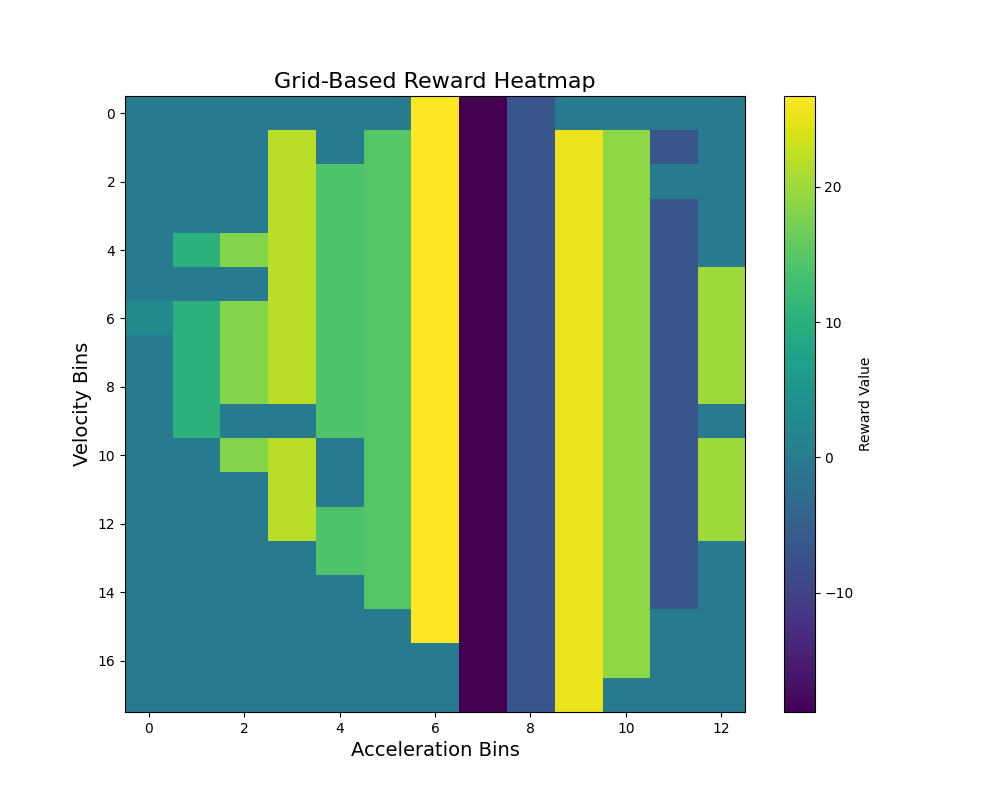 Grid-Based Reward Heatmap
0
2
4
6
8
10
12
14
16
Velocity Bins
0 2 4 6 8 10 12
Acceleration Bins
20
10
0
−10
Reward Value